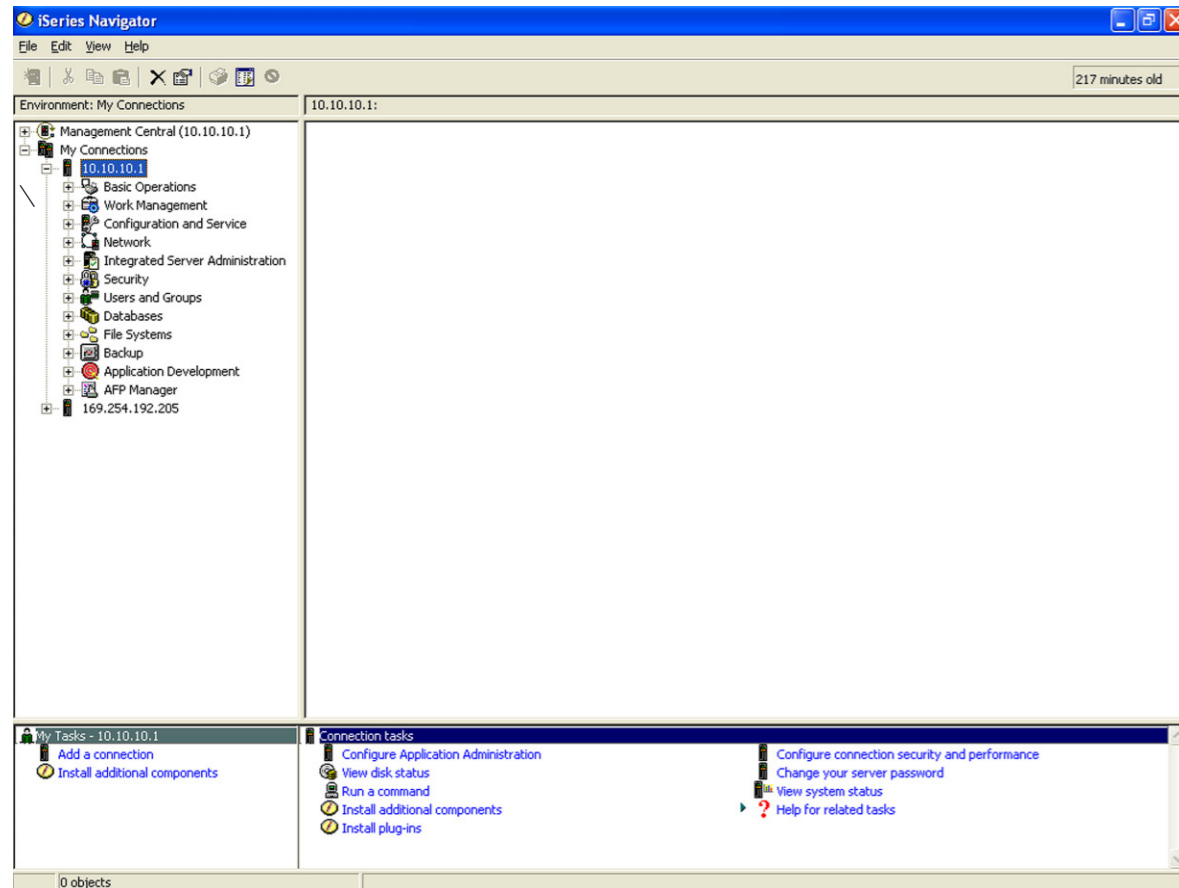 iSeries Navigator
File Edit View Help
217 minutes old
Environment: My Connections
10.10.10.1:
Management Central (10.10.10.1)
My Connections
10.10.10.1
Basic Operations
Work Management
Configuration and Service
Network
Integrated Server Administration
Security
Users and Groups
Databases
File Systems
Backup
Application Development
AFP Manager
169.254.192.205
My Tasks - 10.10.10.1
Add a connection
Install additional components
Connection tasks
Configure Application Administration
View disk status
Run a command
Install additional components
Install plug-ins
Configure connection security and performance
Change your server password
View system status
Help for related tasks
0 objects